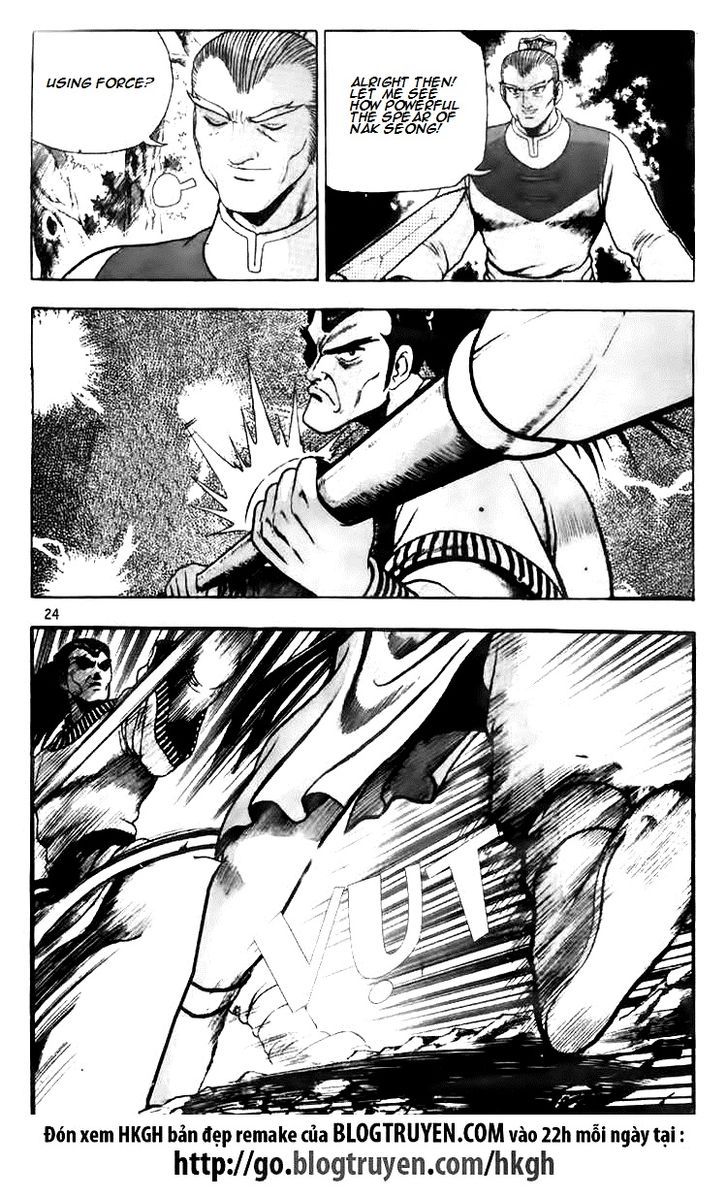 USING FORCE?
ALRIGHT THEN!
LET ME SEE
HOW POWERFUL
THE SPEAR OF
NAK SEONG!
24
VỤT
Đón xem HKGH bản đẹp remake của BLOGTRUYEN.COM vào 22h mỗi ngày tại :
http://go.blogtruyen.com/hkgh